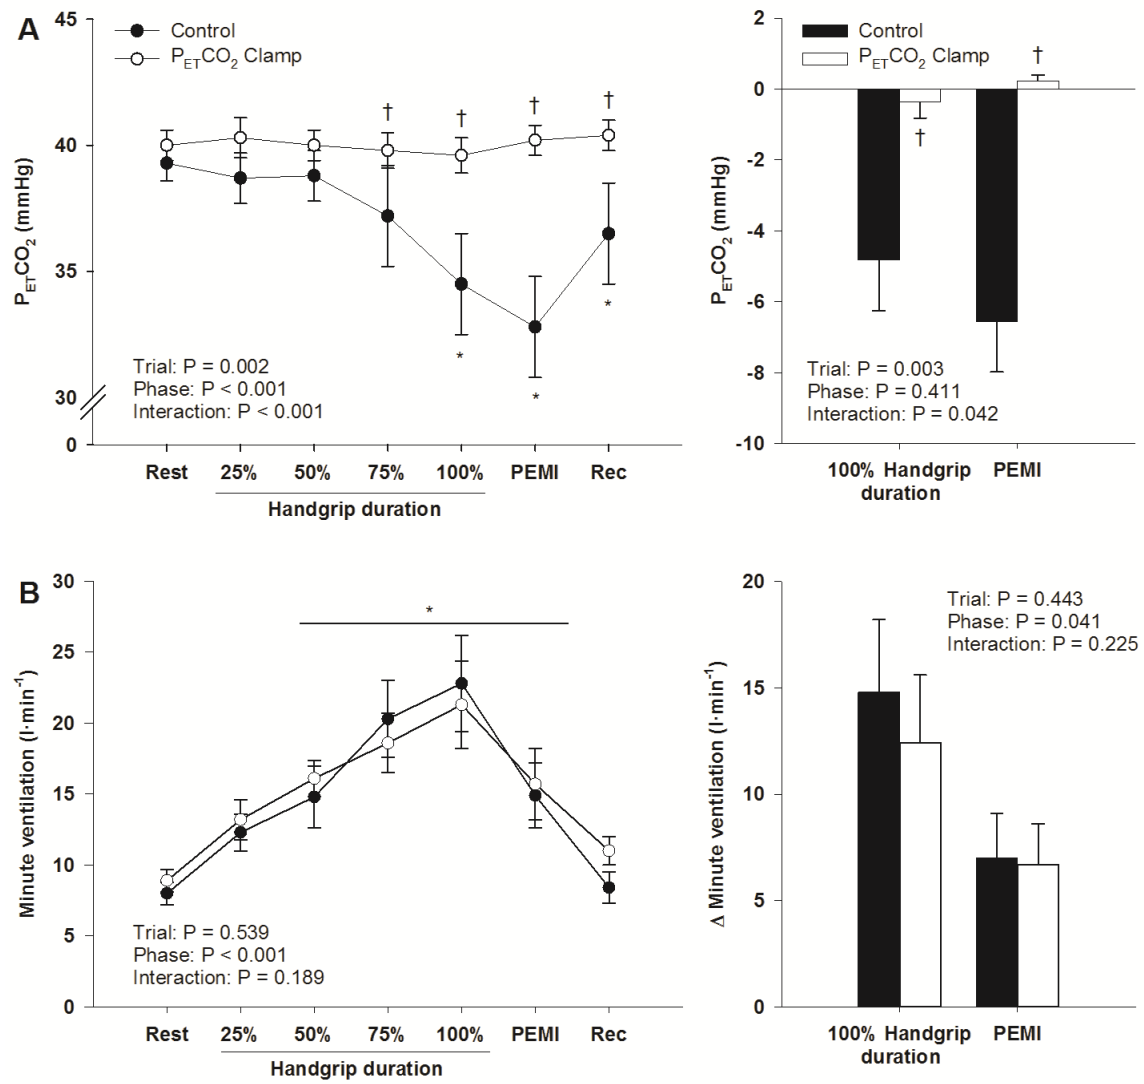 A
45
40
35
30
0
Control
PETCO2 Clamp
PETCO2 (mmHg)
† † † †
* * *
Trial: P = 0.002
Phase: P < 0.001
Interaction: P < 0.001
Rest 25% 50% 75% 100% PEMI Rec
Handgrip duration
2
0
-2
-4
-6
-8
-10
Control
PETCO2 Clamp
PETCO2 (mmHg)
† †
Trial: P = 0.003
Phase: P = 0.411
Interaction: P = 0.042
100% Handgrip PEMI
duration
B
30
25
20
15
10
5
0
Minute ventilation (l·min-1)
*
Trial: P = 0.539
Phase: P < 0.001
Interaction: P = 0.189
Rest 25% 50% 75% 100% PEMI Rec
Handgrip duration
20
15
10
5
0
Δ Minute ventilation (l·min-1)
Trial: P = 0.443
Phase: P = 0.041
Interaction: P = 0.225
100% Handgrip PEMI
duration